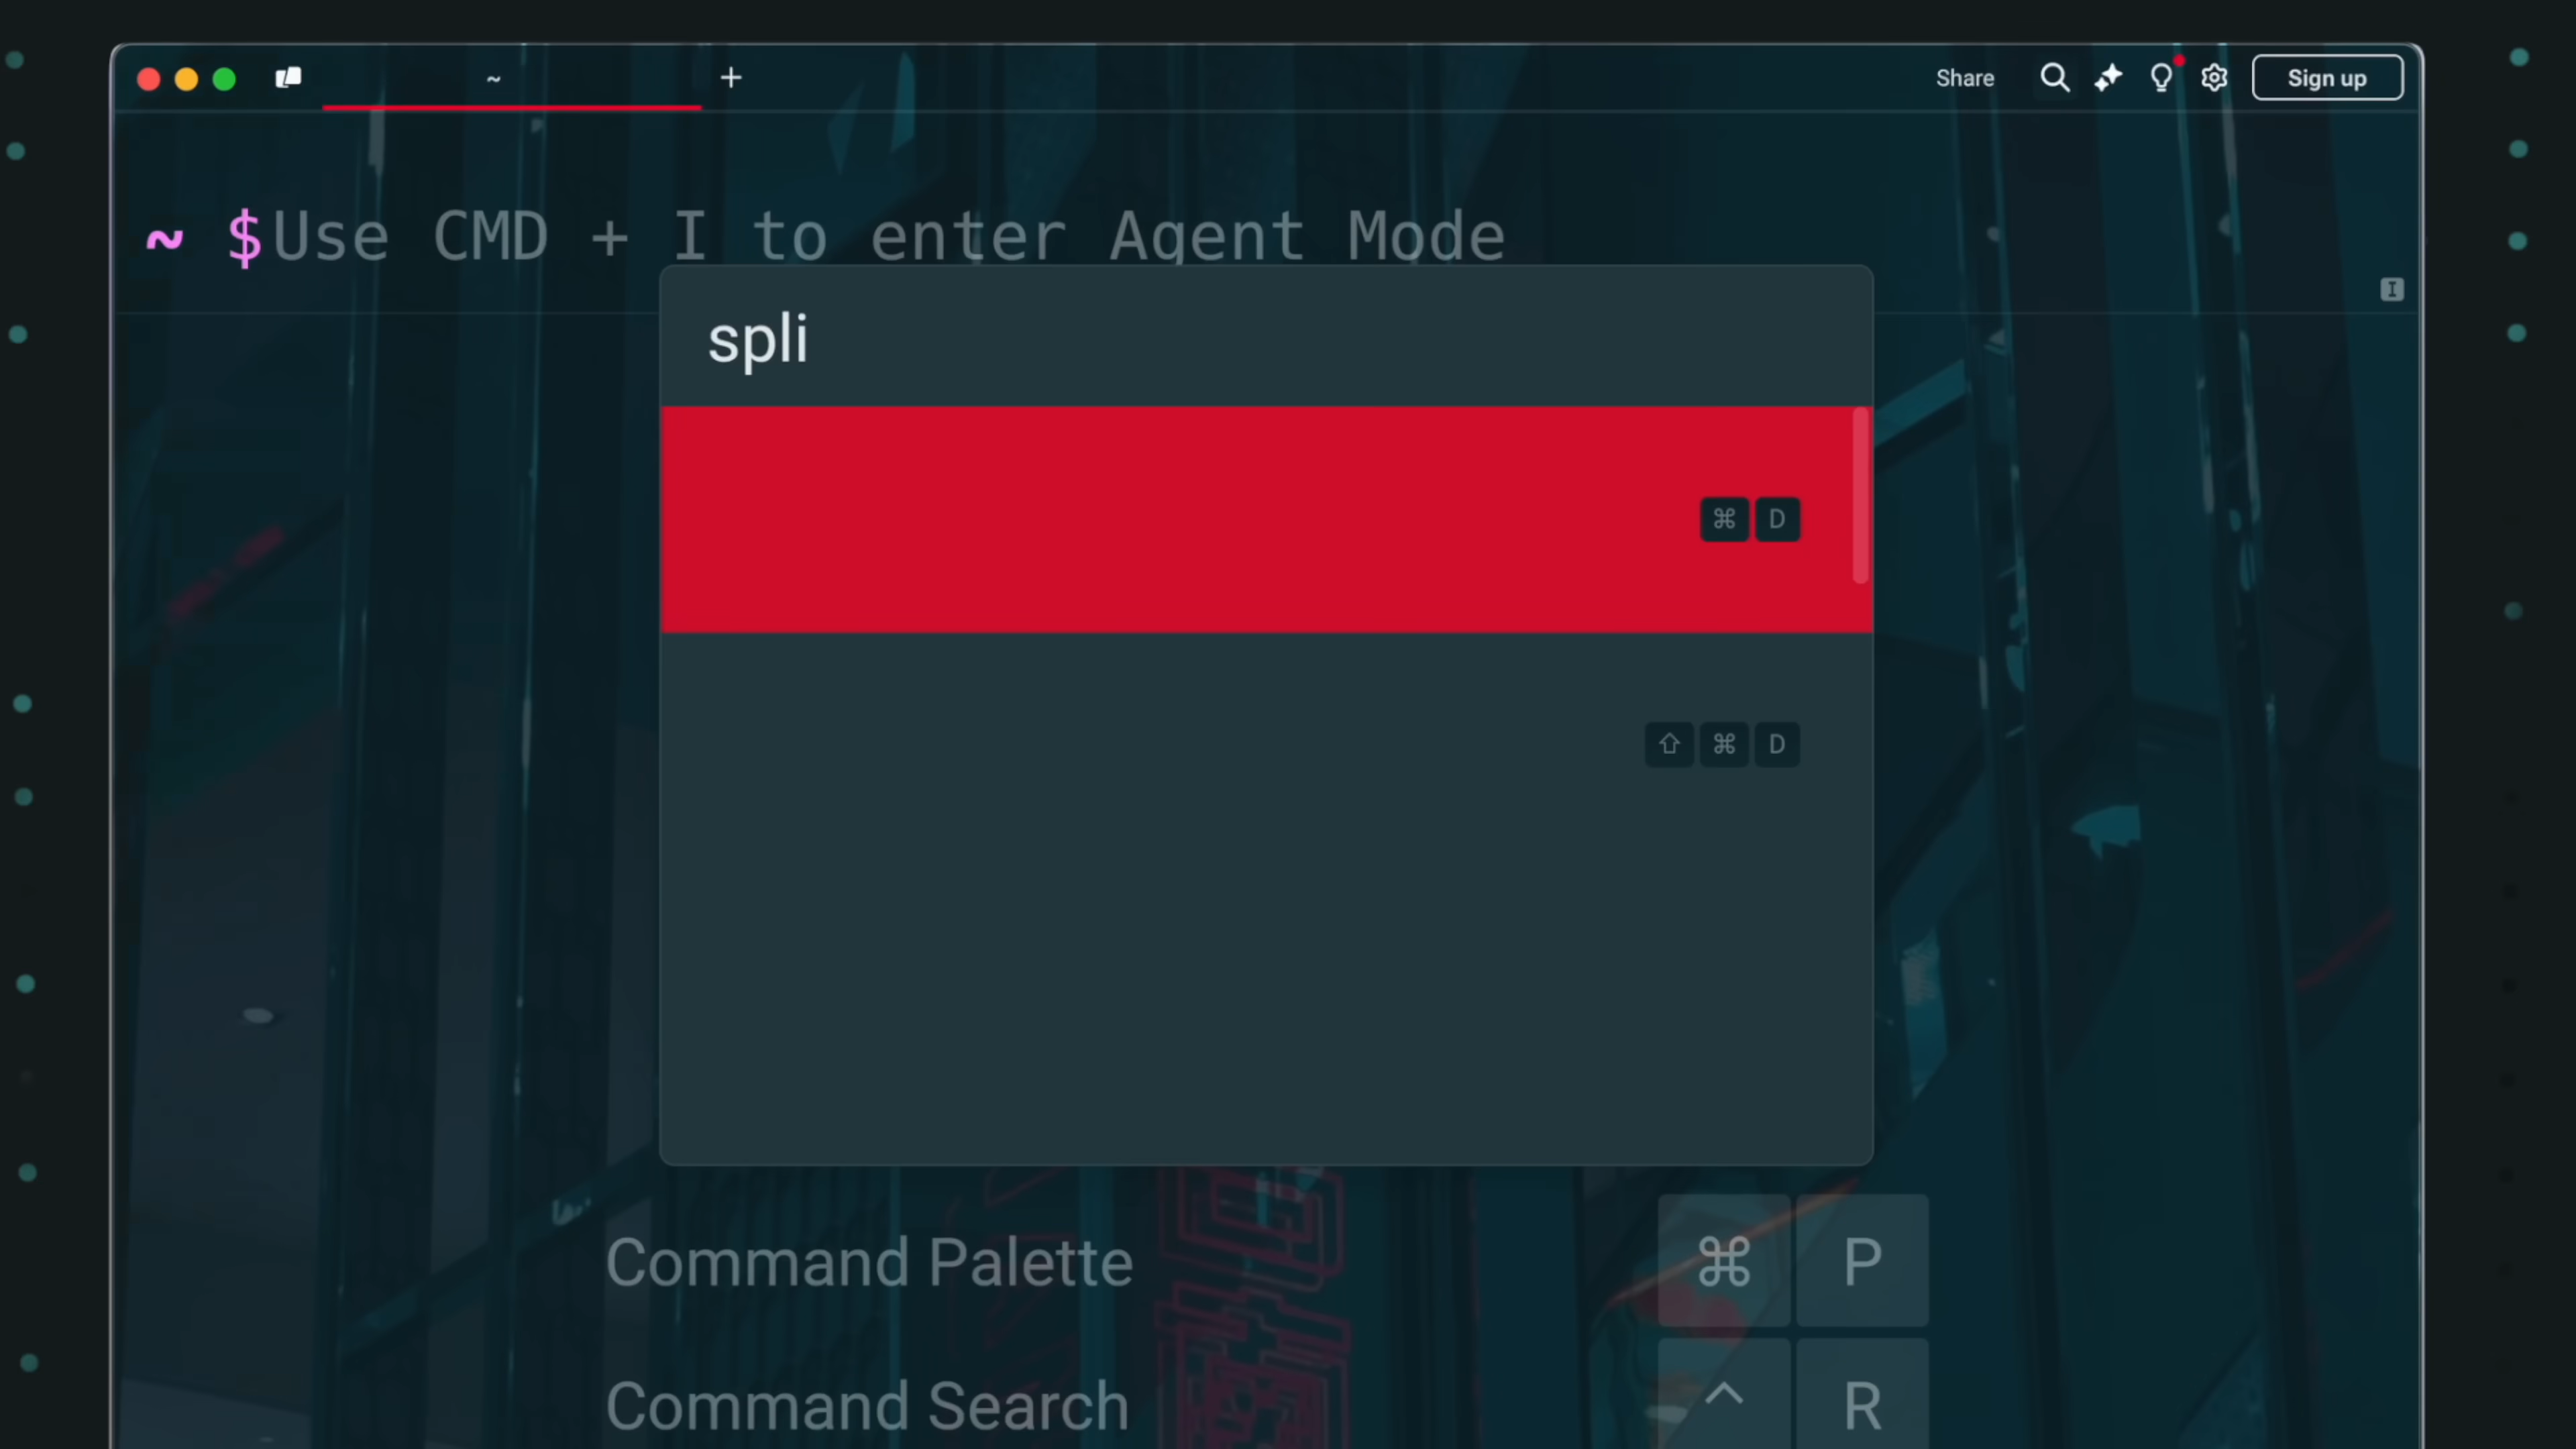 ~ + Share Sign up
~ $Use CMD + I to enter Agent Mode
I
spli
⌘ D
⇧ ⌘ D
Command Palette ⌘ P
Command Search ^ R